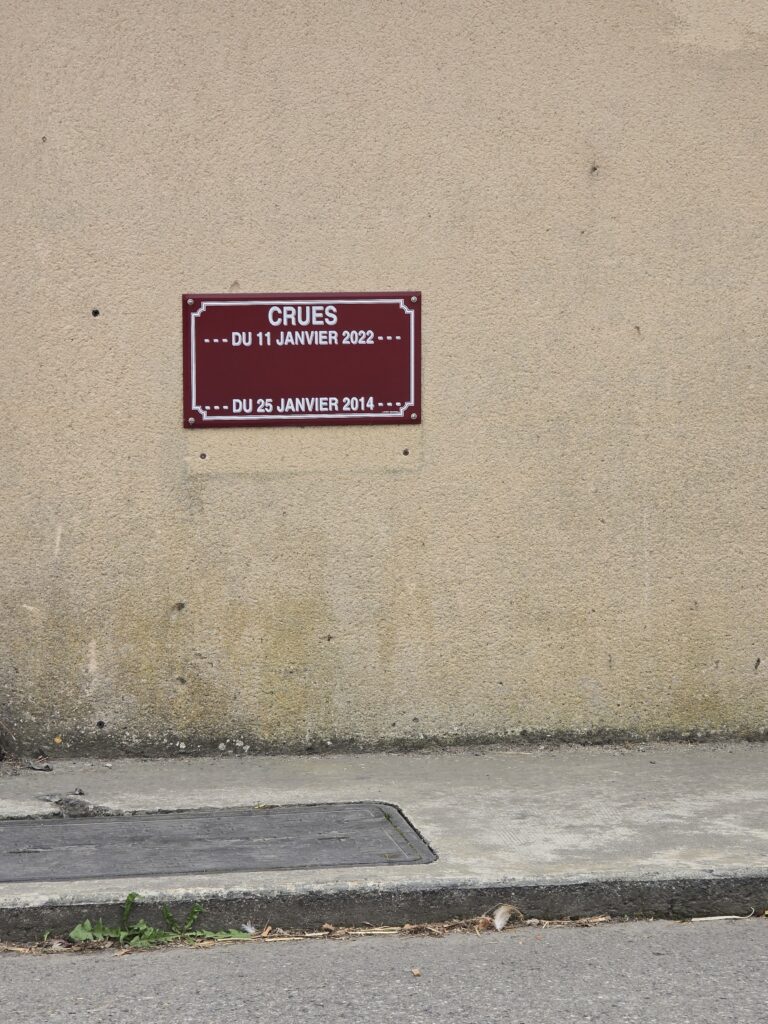 CRUES
- - - DU 11 JANVIER 2022 - - -
- - - DU 25 JANVIER 2014 - - -